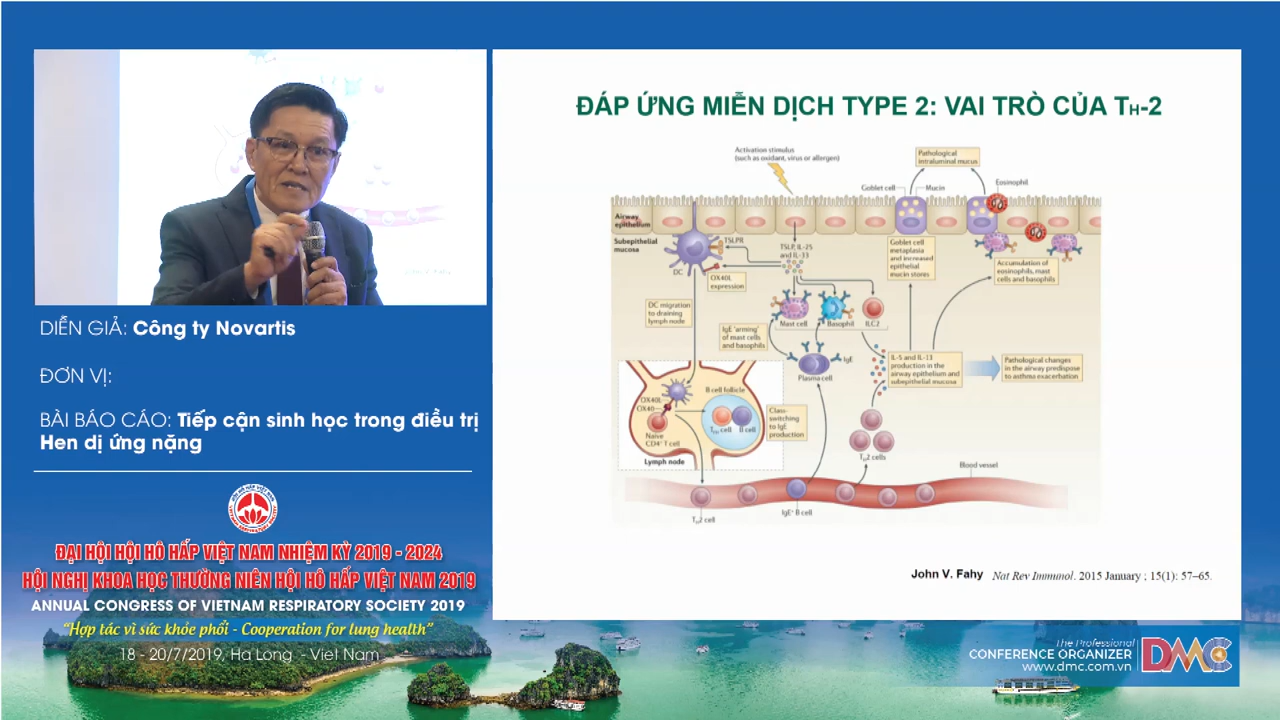 DIỄN GIẢ: Công ty Novartis
ĐƠN VỊ:
BÀI BÁO CÁO: Tiếp cận sinh học trong điều trị
Hen dị ứng nặng
ĐẠI HỘI HỘI HÔ HẤP VIỆT NAM NHIỆM KỲ 2019 - 2024
HỘI NGHỊ KHOA HỌC THƯỜNG NIÊN HỘI HÔ HẤP VIỆT NAM 2019
ANNUAL CONGRESS OF VIETNAM RESPIRATORY SOCIETY 2019
“Hợp tác vì sức khỏe phổi - Cooperation for lung health”
18 - 20/7/2019, Ha Long - Viet Nam
ĐÁP ỨNG MIỄN DỊCH TYPE 2: VAI TRÒ CỦA TH-2
Activation stimulus
(such as oxidant, virus or allergen)
Pathological
intraluminal mucus
Goblet cell
Mucin
Eosinophil
Airway
epithelium
Subepithelial
mucosa
TSLPR
DC
TSLP, IL-25
and IL-33
OX40L
expression
Goblet cell
metaplasia
and increased
epithelial
mucin stores
Accumulation of
eosinophils, mast
cells and basophils
DC migration
to draining
lymph node
Mast cell
Basophil
ILC2
IgE 'arming'
of mast cells
and basophils
IgE
Plasma cell
IL-5 and IL-13
production in the
airway epithelium and
subepithelial mucosa
Pathological changes
in the airway predispose
to asthma exacerbation
B cell follicle
OX40L
OX40
Naive
CD4+ T cell
TFH cell
B cell
Lymph node
Class-
switching
to IgE
production
TH2 cells
Blood vessel
TH2 cell
IgE+ B cell
John V. Fahy Nat Rev Immunol. 2015 January ; 15(1): 57–65.
The Professional
CONFERENCE ORGANIZER
www.dmc.com.vn
DMC